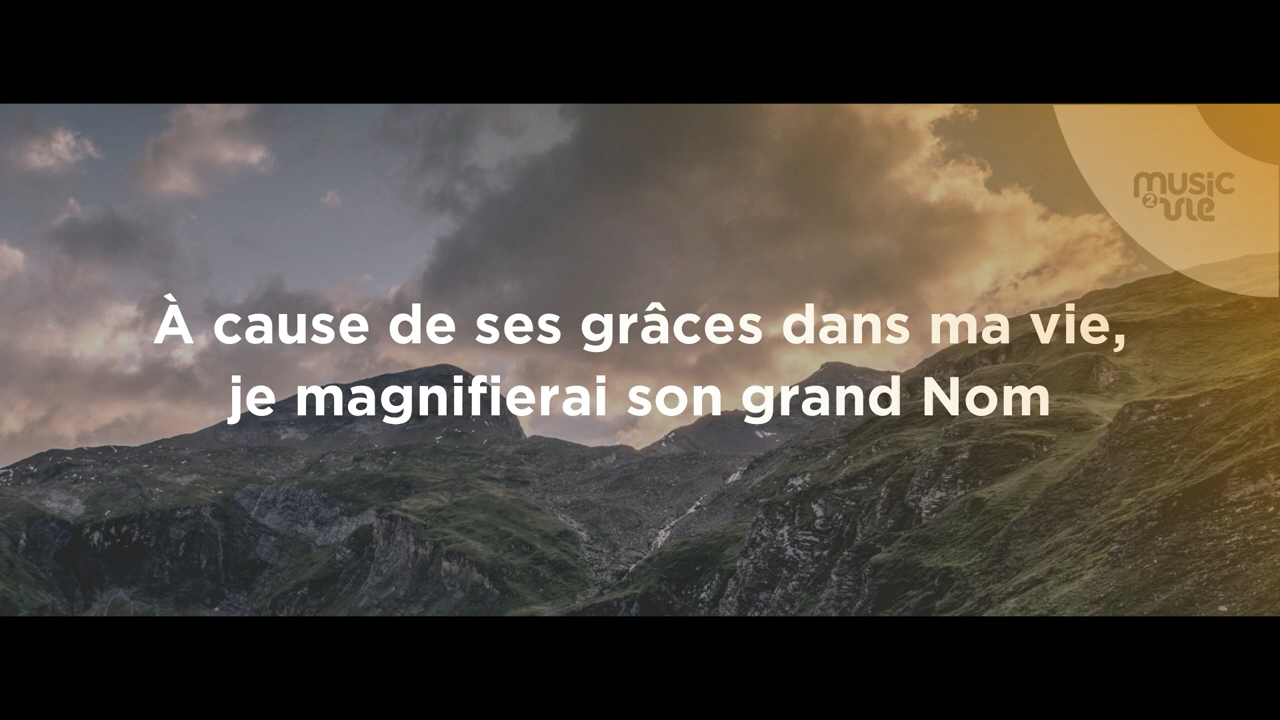 music
2 vie
À cause de ses grâces dans ma vie,
je magnifierai son grand Nom